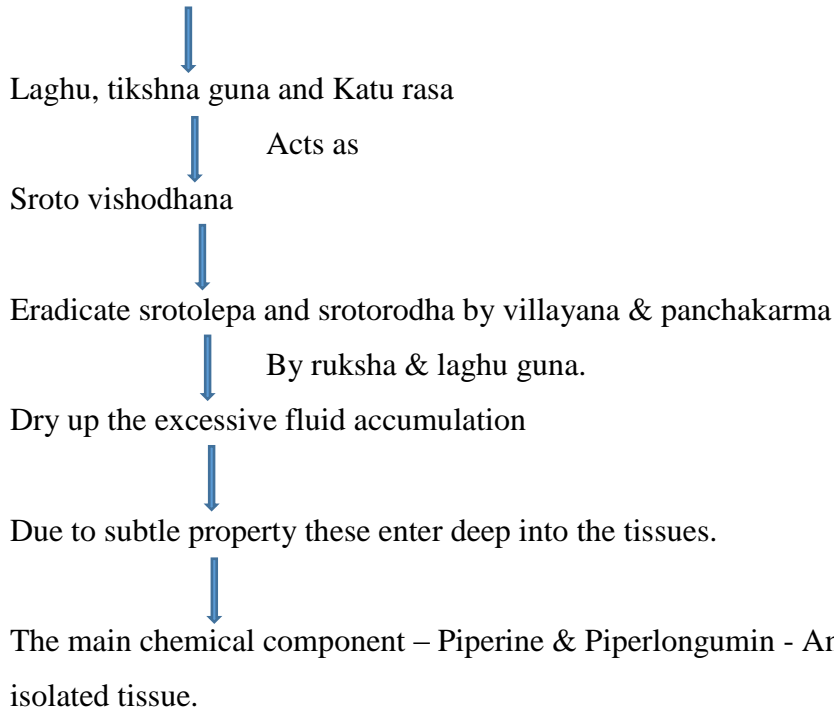 Laghu, tikshna guna and Katu rasa
Acts as
Sroto vishodhana
Eradicate srotolepa and srotorodha by villayana & panchakarma
By ruksha & laghu guna.
Dry up the excessive fluid accumulation
Due to subtle property these enter deep into the tissues.
The main chemical component – Piperine & Piperlongumin -
isolated tissue.